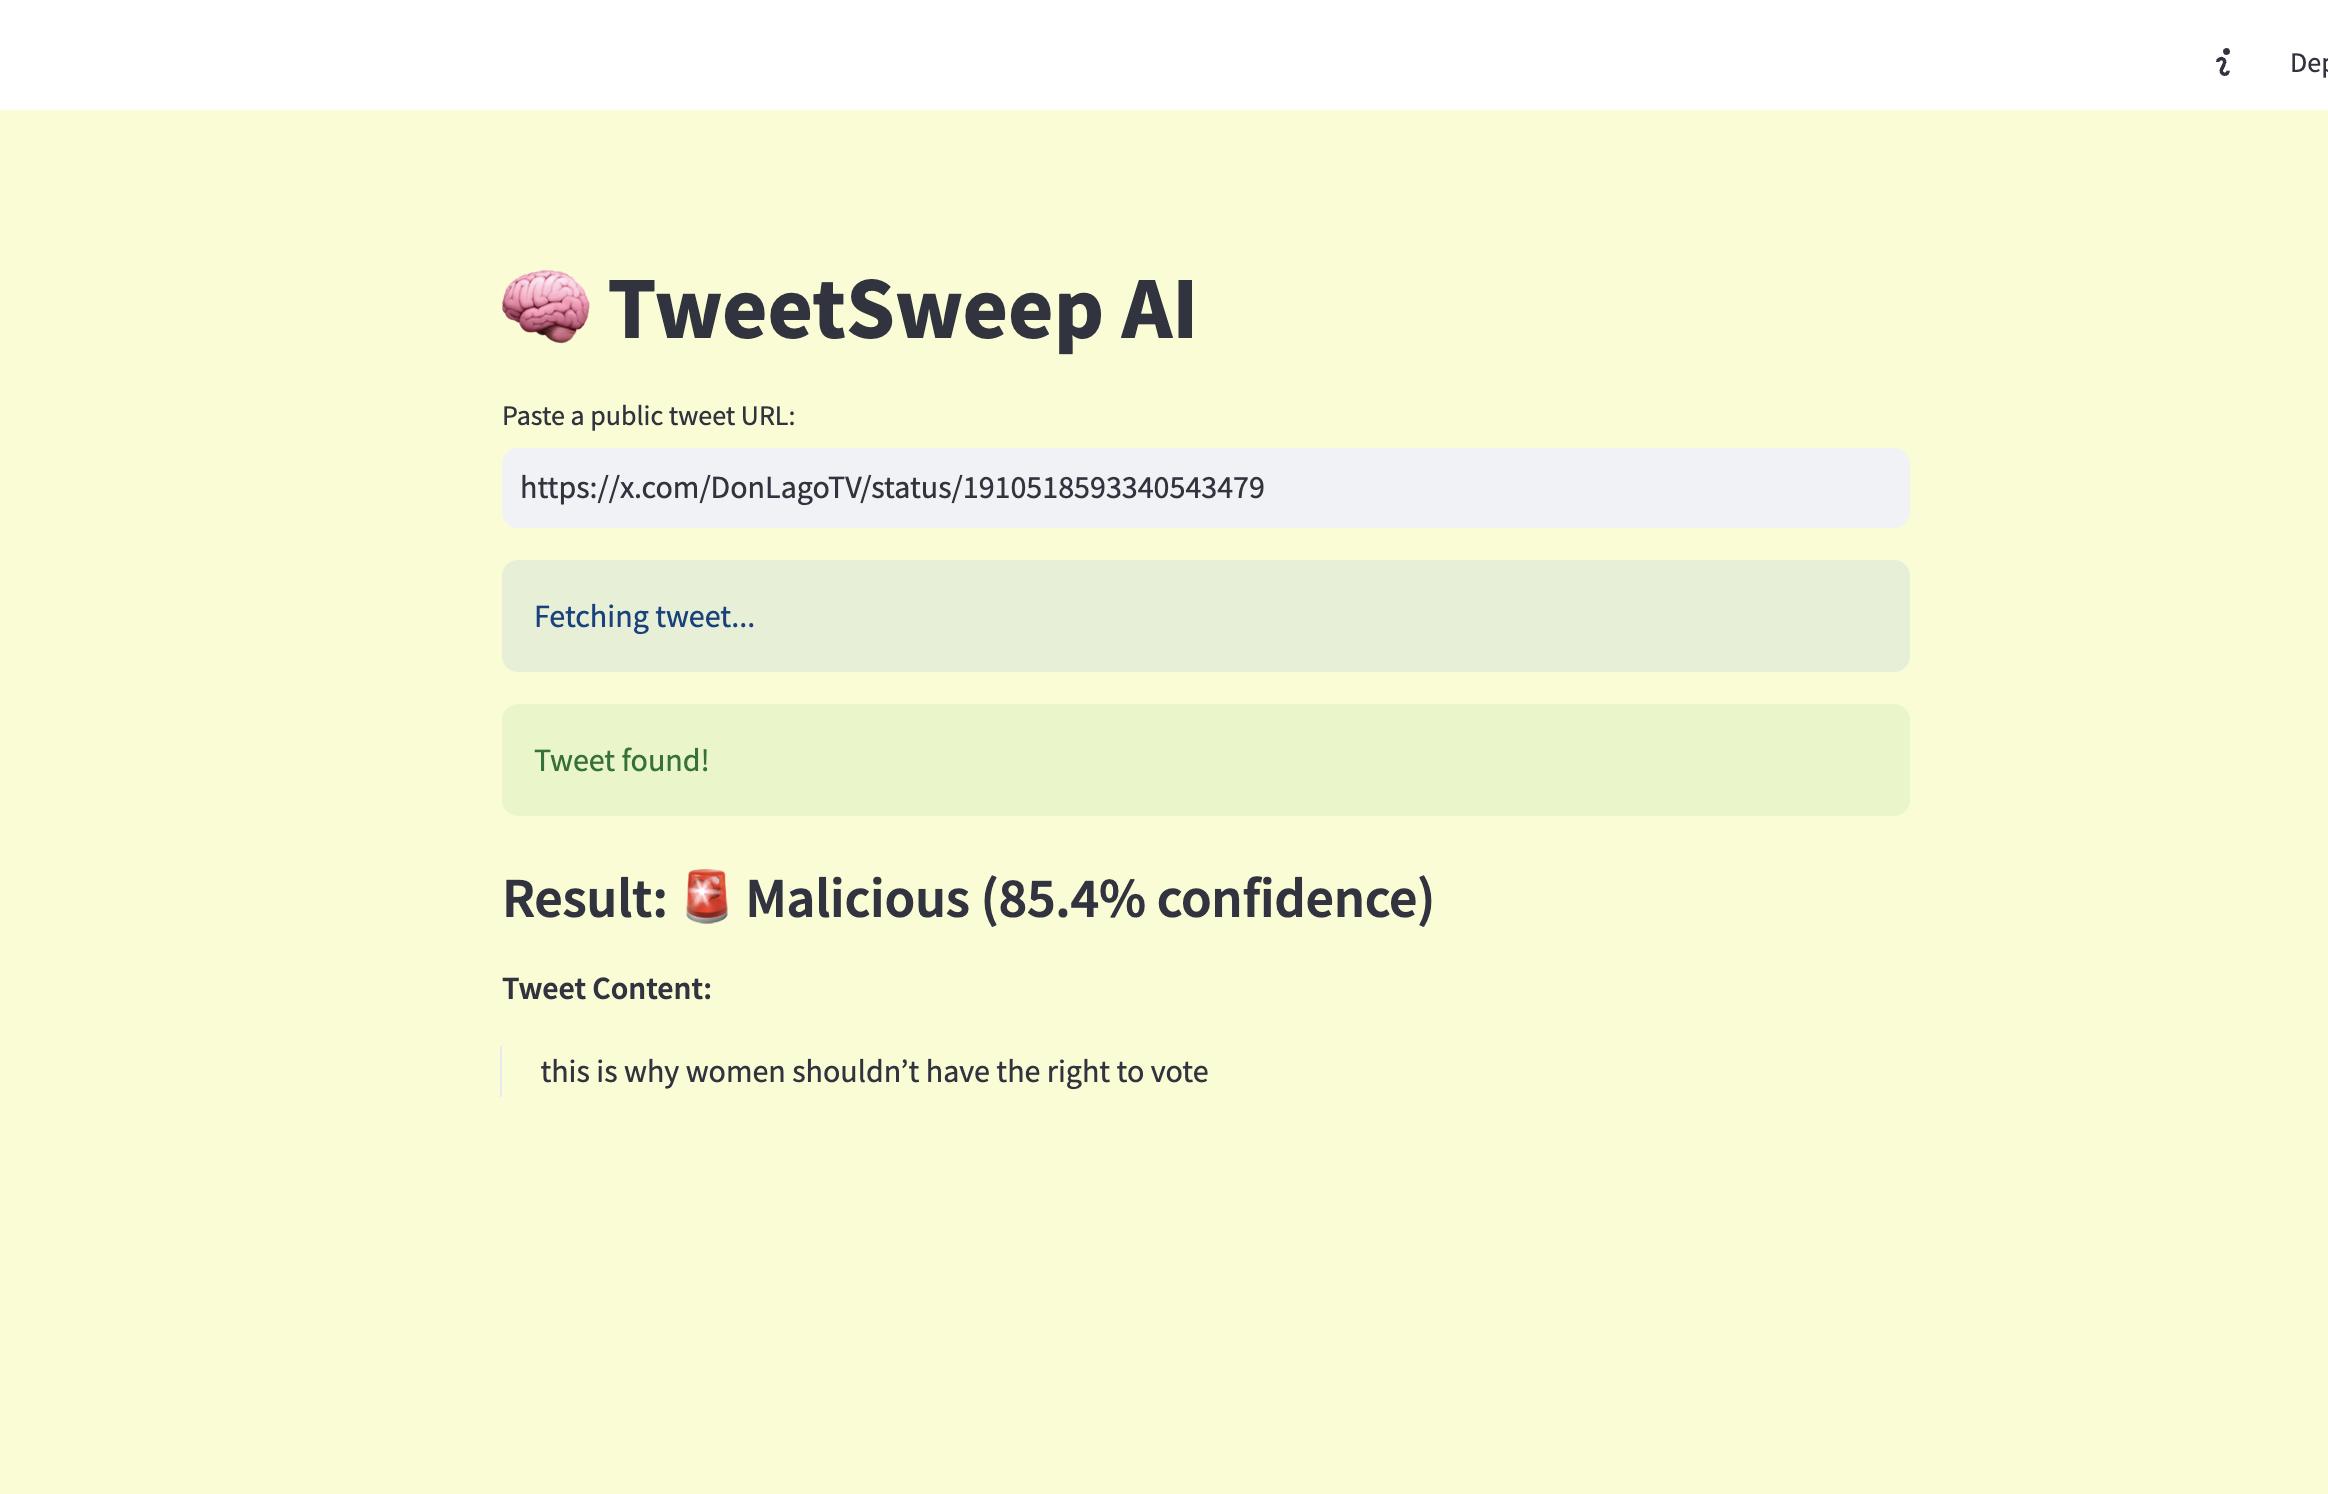 Dep
TweetSweep AI
Paste a public tweet URL:
https://x.com/DonLagoTV/status/1910518593340543479
Fetching tweet...
Tweet found!
Result: 🚨 Malicious (85.4% confidence)
Tweet Content:
this is why women shouldn’t have the right to vote